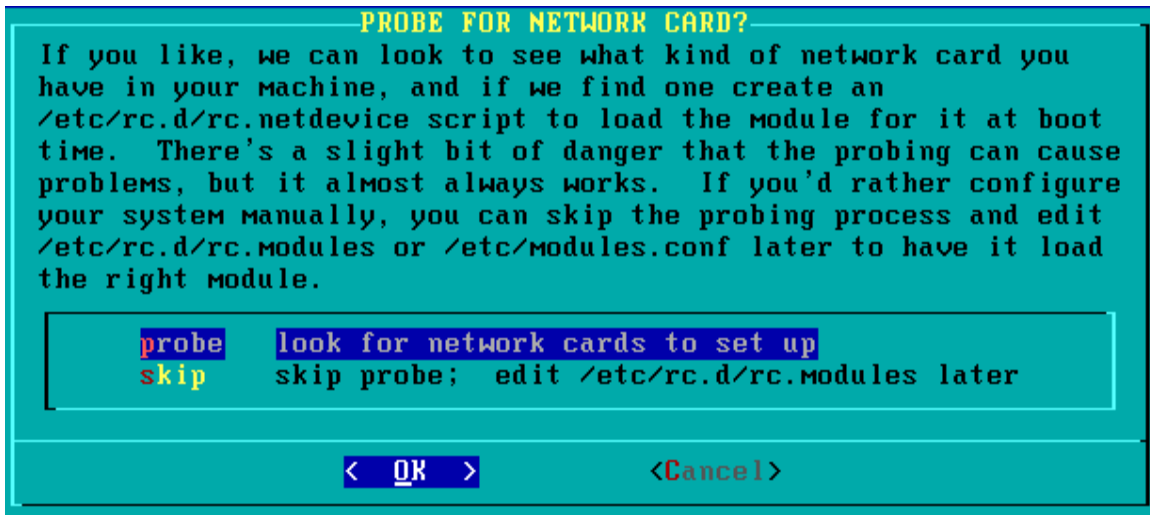 PROBE FOR NETWORK CARD?
If you like, we can look to see what kind of network card you
have in your machine, and if we find one create an
/etc/rc.d/rc.netdevice script to load the module for it at boot
time.  There's a slight bit of danger that the probing can cause
problems, but it almost always works.  If you'd rather configure
your system manually, you can skip the probing process and edit
/etc/rc.d/rc.modules or /etc/modules.conf later to have it load
the right module.
probe   look for network cards to set up
skip    skip probe;  edit /etc/rc.d/rc.modules later
<  OK  >          <Cancel>